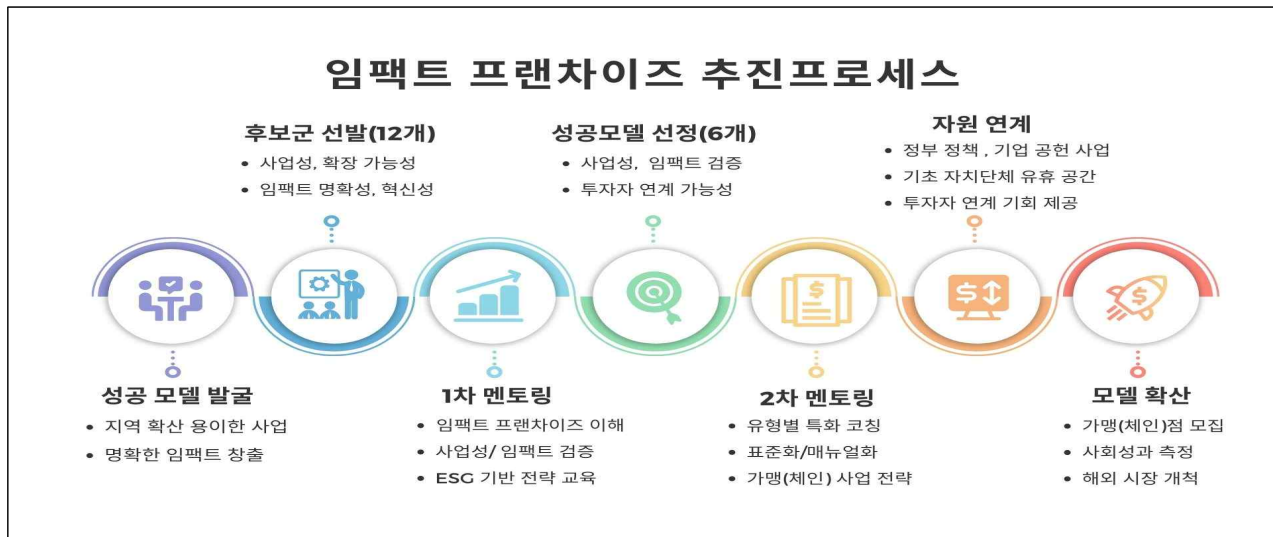 임팩트 프랜차이즈 추진프로세스
성공 모델 발굴
• 지역 확산 용이한 사업
• 명확한 임팩트 창출
후보군 선발(12개)
• 사업성, 확장 가능성
• 임팩트 명확성, 혁신성
1차 멘토링
• 임팩트 프랜차이즈 이해
• 사업성/ 임팩트 검증
• ESG 기반 전략 교육
성공모델 선정(6개)
• 사업성, 임팩트 검증
• 투자자 연계 가능성
2차 멘토링
• 유형별 특화 코칭
• 표준화/매뉴얼화
• 가맹(체인) 사업 전략
자원 연계
• 정부 정책 , 기업 공헌 사업
• 기초 자치단체 유휴 공간
• 투자자 연계 기회 제공
모델 확산
• 가맹(체인)점 모집
• 사회성과 측정
• 해외 시장 개척